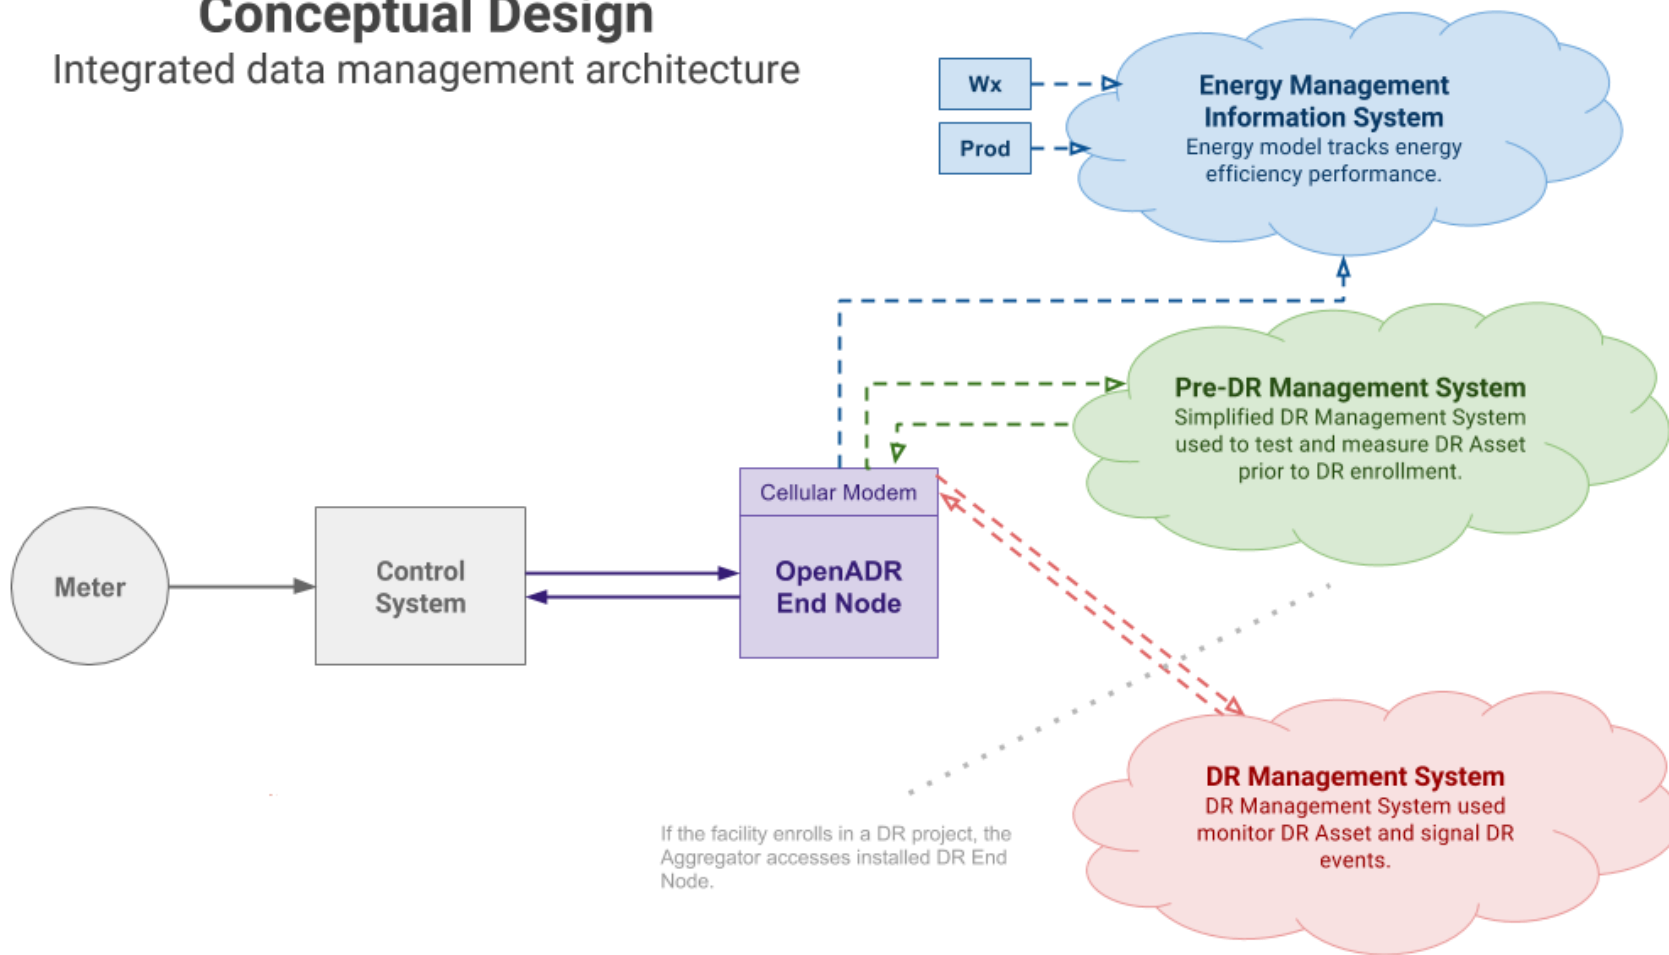 Conceptual Design
Integrated data management architecture
Wx
Prod
Energy Management
Information System
Energy model tracks energy
efficiency performance.
Pre-DR Management System
Simplified DR Management System
used to test and measure DR Asset
prior to DR enrollment.
Cellular Modem
OpenADR
End Node
Meter
Control
System
DR Management System
DR Management System used
monitor DR Asset and signal DR
events.
If the facility enrolls in a DR project, the
Aggregator accesses installed DR End
Node.